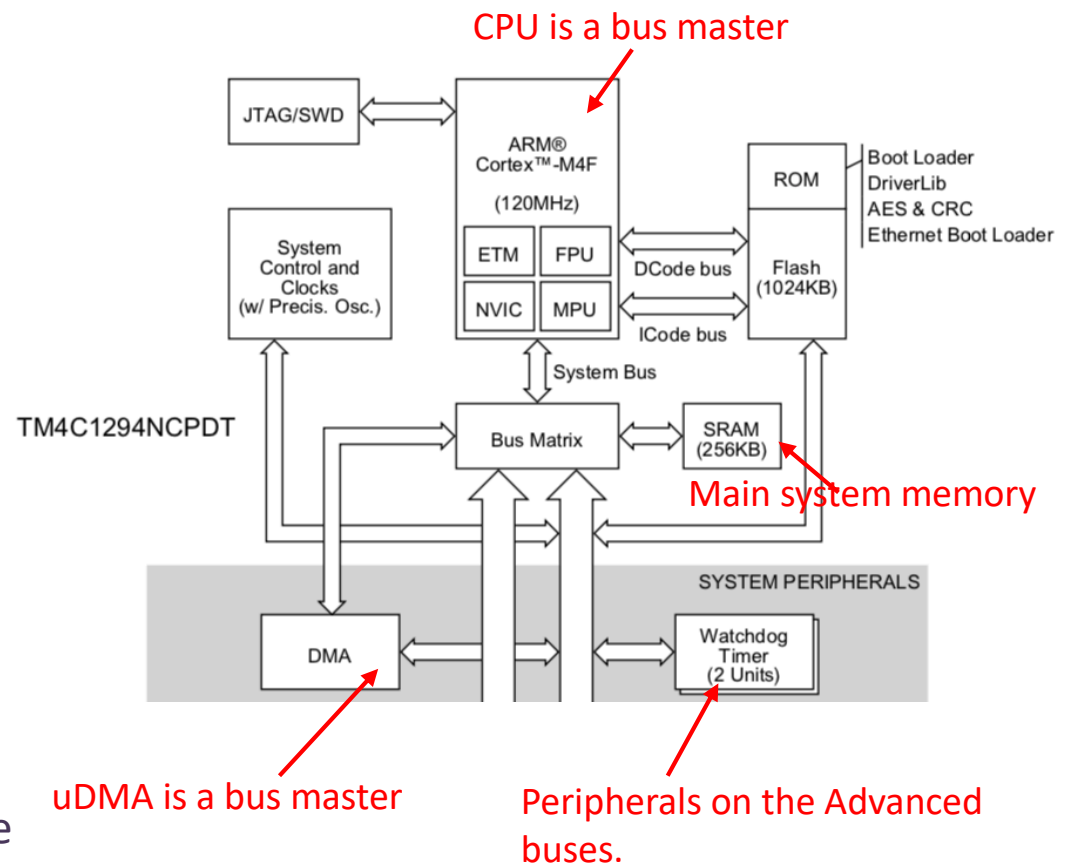 CPU is a bus master
JTAG/SWD
ARM®
Cortex™-M4F
(120MHz)
ETM
FPU
NVIC
MPU
ROM
Boot Loader
DriverLib
AES & CRC
Ethernet Boot Loader
Flash
(1024KB)
DCode bus
ICode bus
System
Control and
Clocks
(w/ Precis. Osc.)
System Bus
TM4C1294NCPDT
Bus Matrix
SRAM
(256KB)
Main system memory
SYSTEM PERIPHERALS
DMA
Watchdog
Timer
(2 Units)
uDMA is a bus master
Peripherals on the Advanced
buses.
e